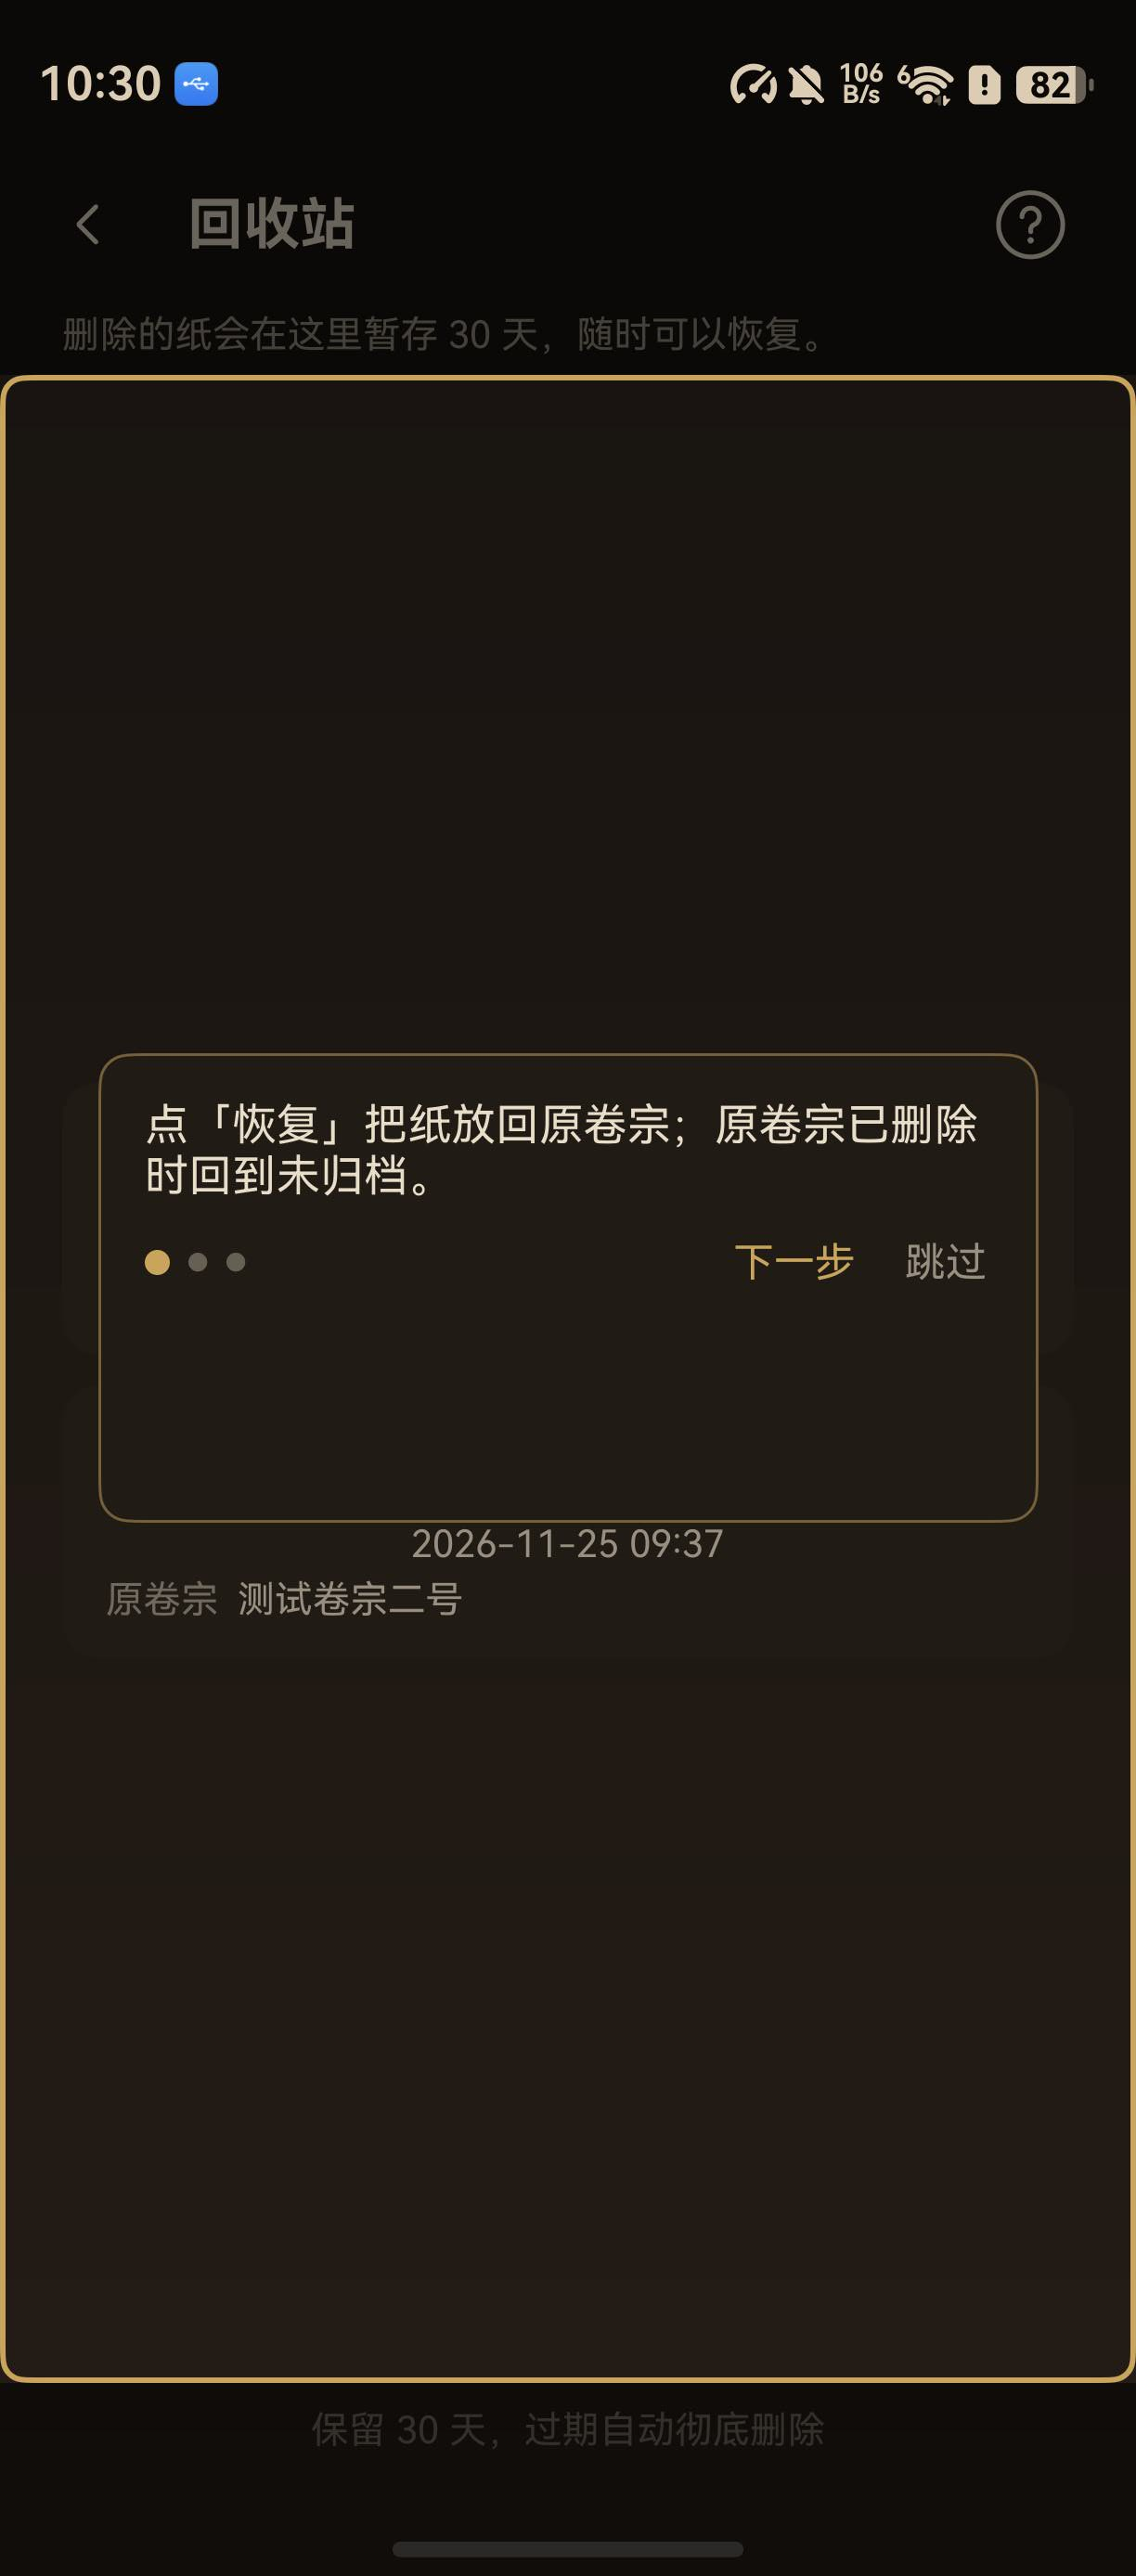 10:30
106
B/s
6
82
回收站
删除的纸会在这里暂存 30 天，随时可以恢复。
点「恢复」把纸放回原卷宗；原卷宗已删除
时回到未归档。
下一步 跳过
2026-11-25 09:37
原卷宗 测试卷宗二号
保留 30 天，过期自动彻底删除